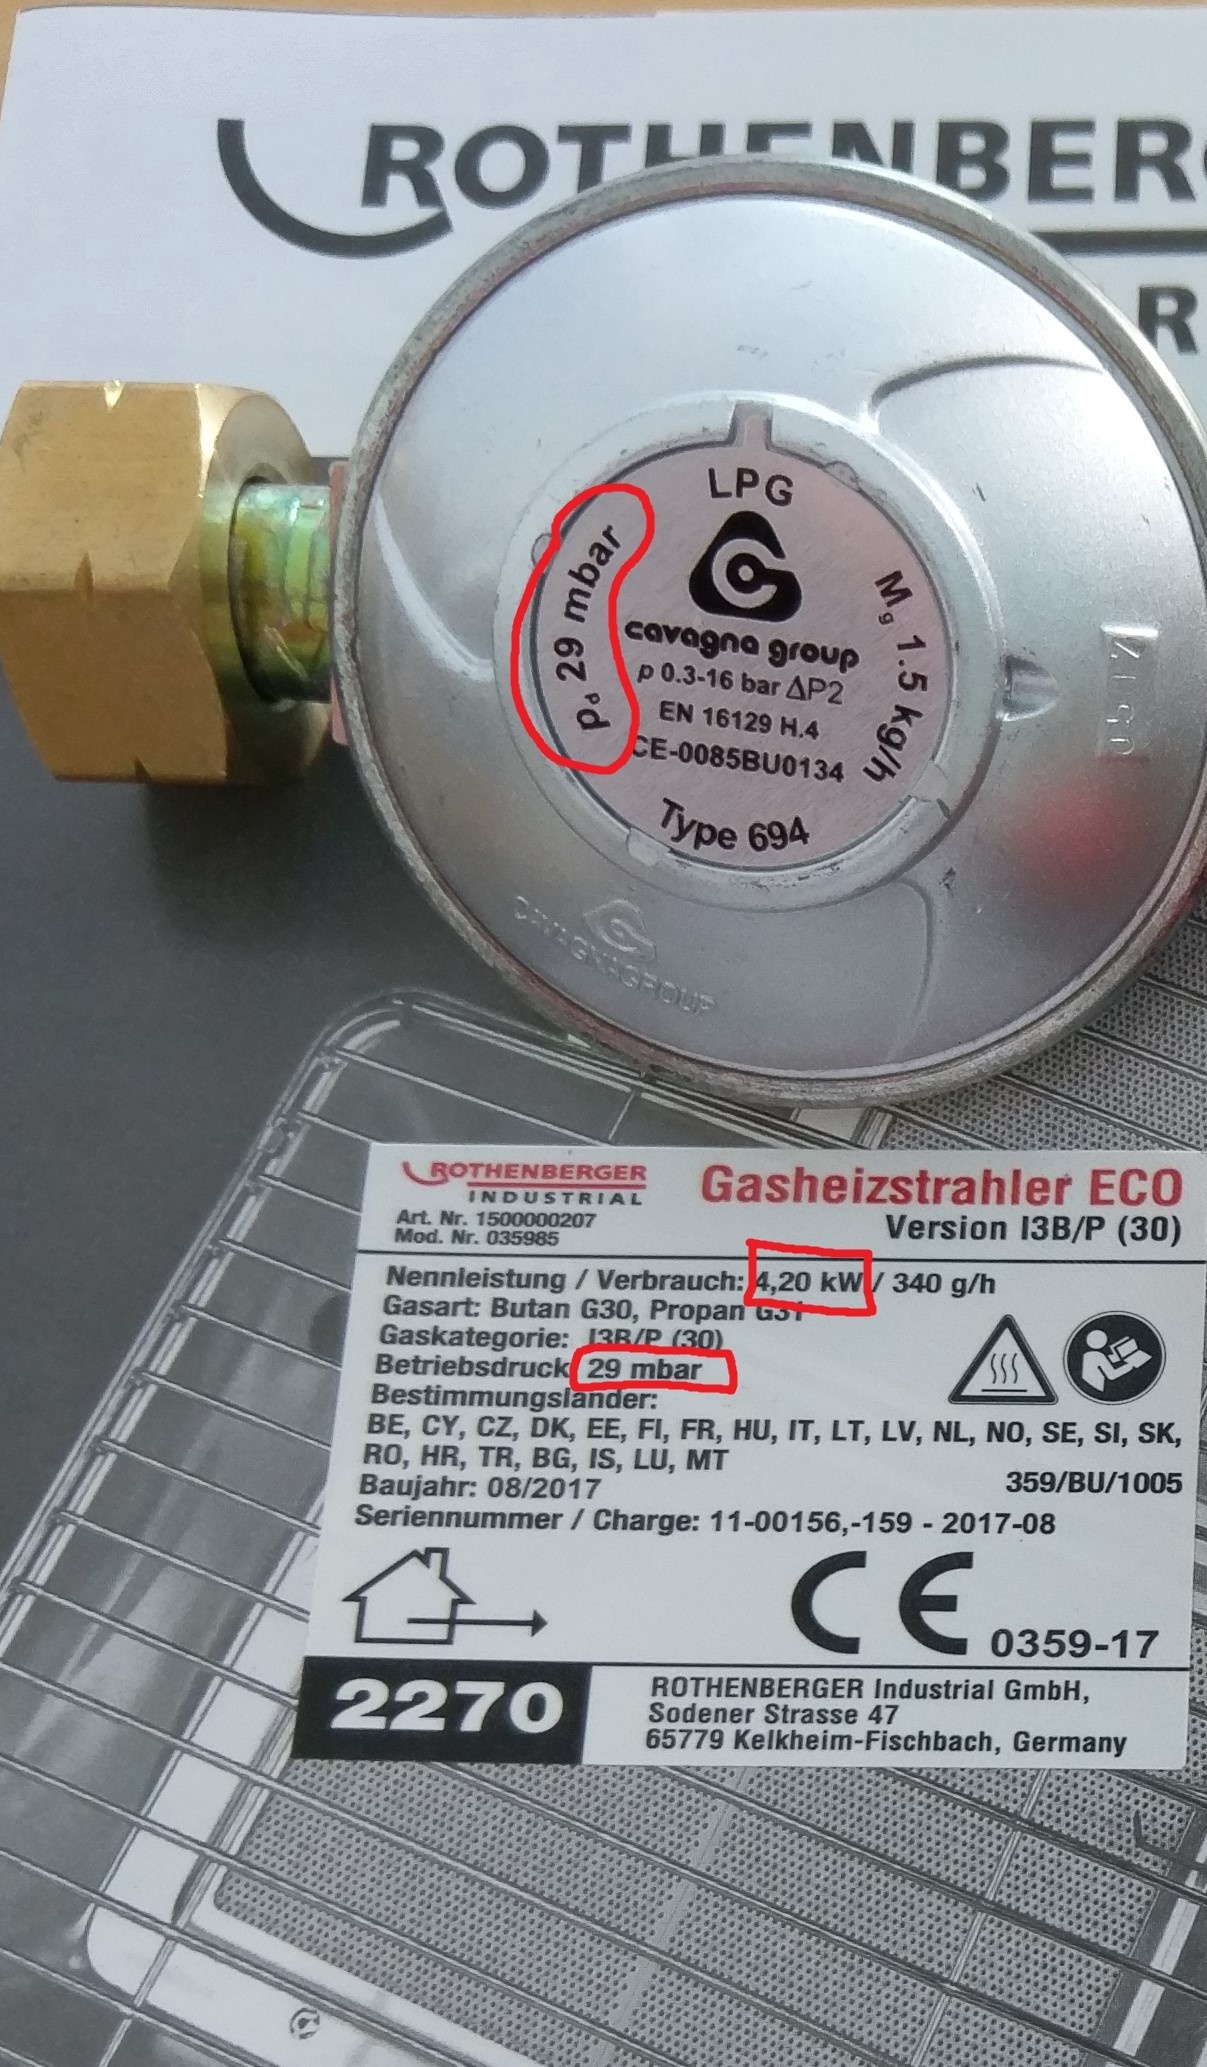 ROTHENBERG
R
LPG
pd 29 mbar
cavagna group
Mg 1.5 kg/h
p 0.3-16 bar ΔP2
EN 16129 H.4
CE-0085BU0134
Type 694
CAVAGNAGROUP
ROTHENBERGER
INDUSTRIAL
Gasheizstrahler ECO
Art. Nr. 1500000207
Version I3B/P (30)
Mod. Nr. 035985
Nennleistung / Verbrauch: 4,20 kW / 340 g/h
Gasart: Butan G30, Propan G31
Gaskategorie: I3B/P (30)
Betriebsdruck 29 mbar
Bestimmungsländer:
BE, CY, CZ, DK, EE, FI, FR, HU, IT, LT, LV, NL, NO, SE, SI, SK,
RO, HR, TR, BG, IS, LU, MT
Baujahr: 08/2017
359/BU/1005
Seriennummer / Charge: 11-00156,-159 - 2017-08
CE 0359-17
2270
ROTHENBERGER Industrial GmbH,
Sodener Strasse 47
65779 Kelkheim-Fischbach, Germany